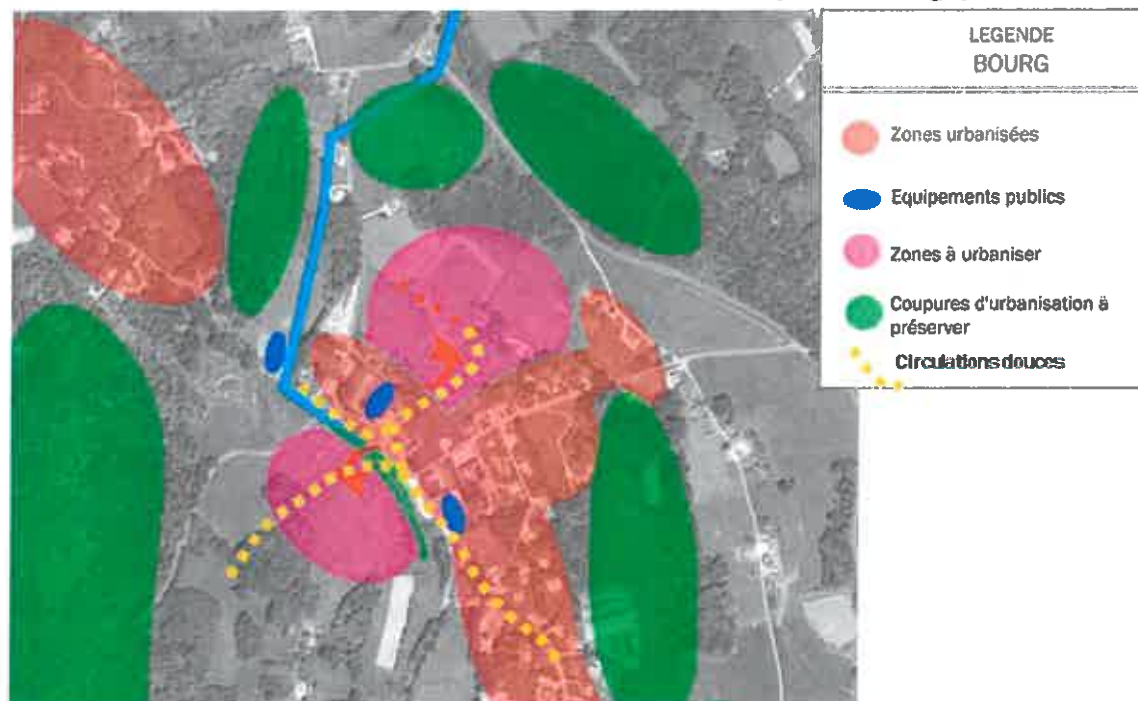 LEGENDE
BOURG
Zones urbanisées
Equipements publics
Zones à urbaniser
Coupures d'urbanisation à
préserver
Circulations douces